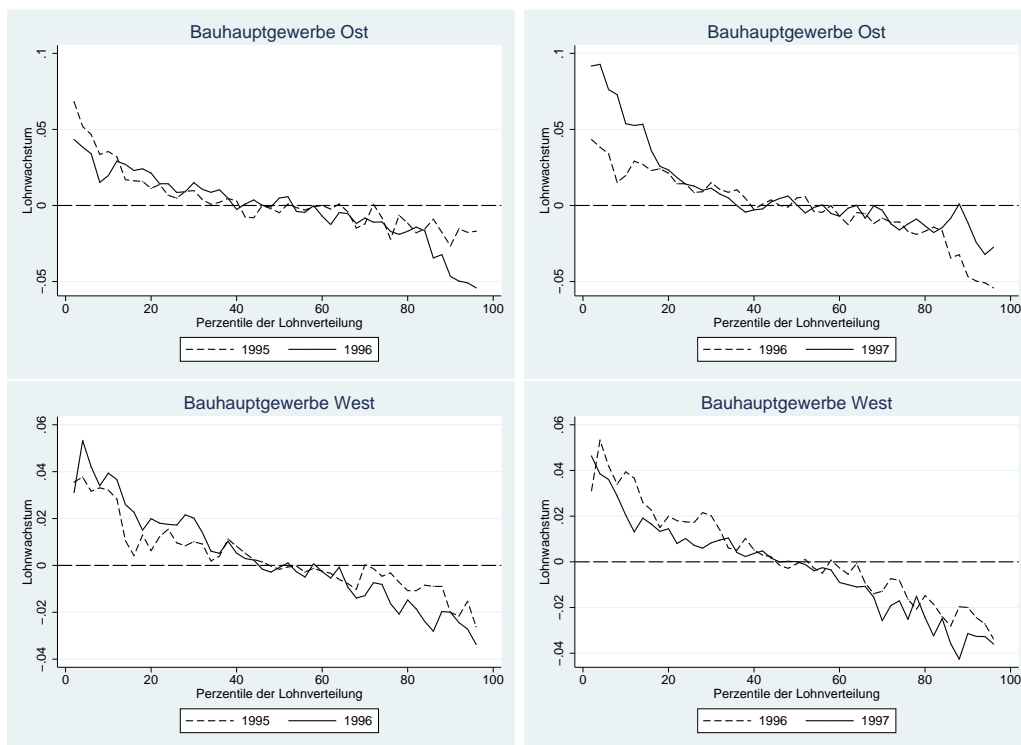 Bauhauptgewerbe Ost
Lohnwachstum
.1
.05
0
-.05
0 20 40 60 80 100
Perzentile der Lohnverteilung
1995 1996
Bauhauptgewerbe Ost
Lohnwachstum
.1
.05
0
-.05
0 20 40 60 80 100
Perzentile der Lohnverteilung
1996 1997
Bauhauptgewerbe West
Lohnwachstum
.06
.04
.02
0
-.02
-.04
0 20 40 60 80 100
Perzentile der Lohnverteilung
1995 1996
Bauhauptgewerbe West
Lohnwachstum
.06
.04
.02
0
-.02
-.04
0 20 40 60 80 100
Perzentile der Lohnverteilung
1996 1997